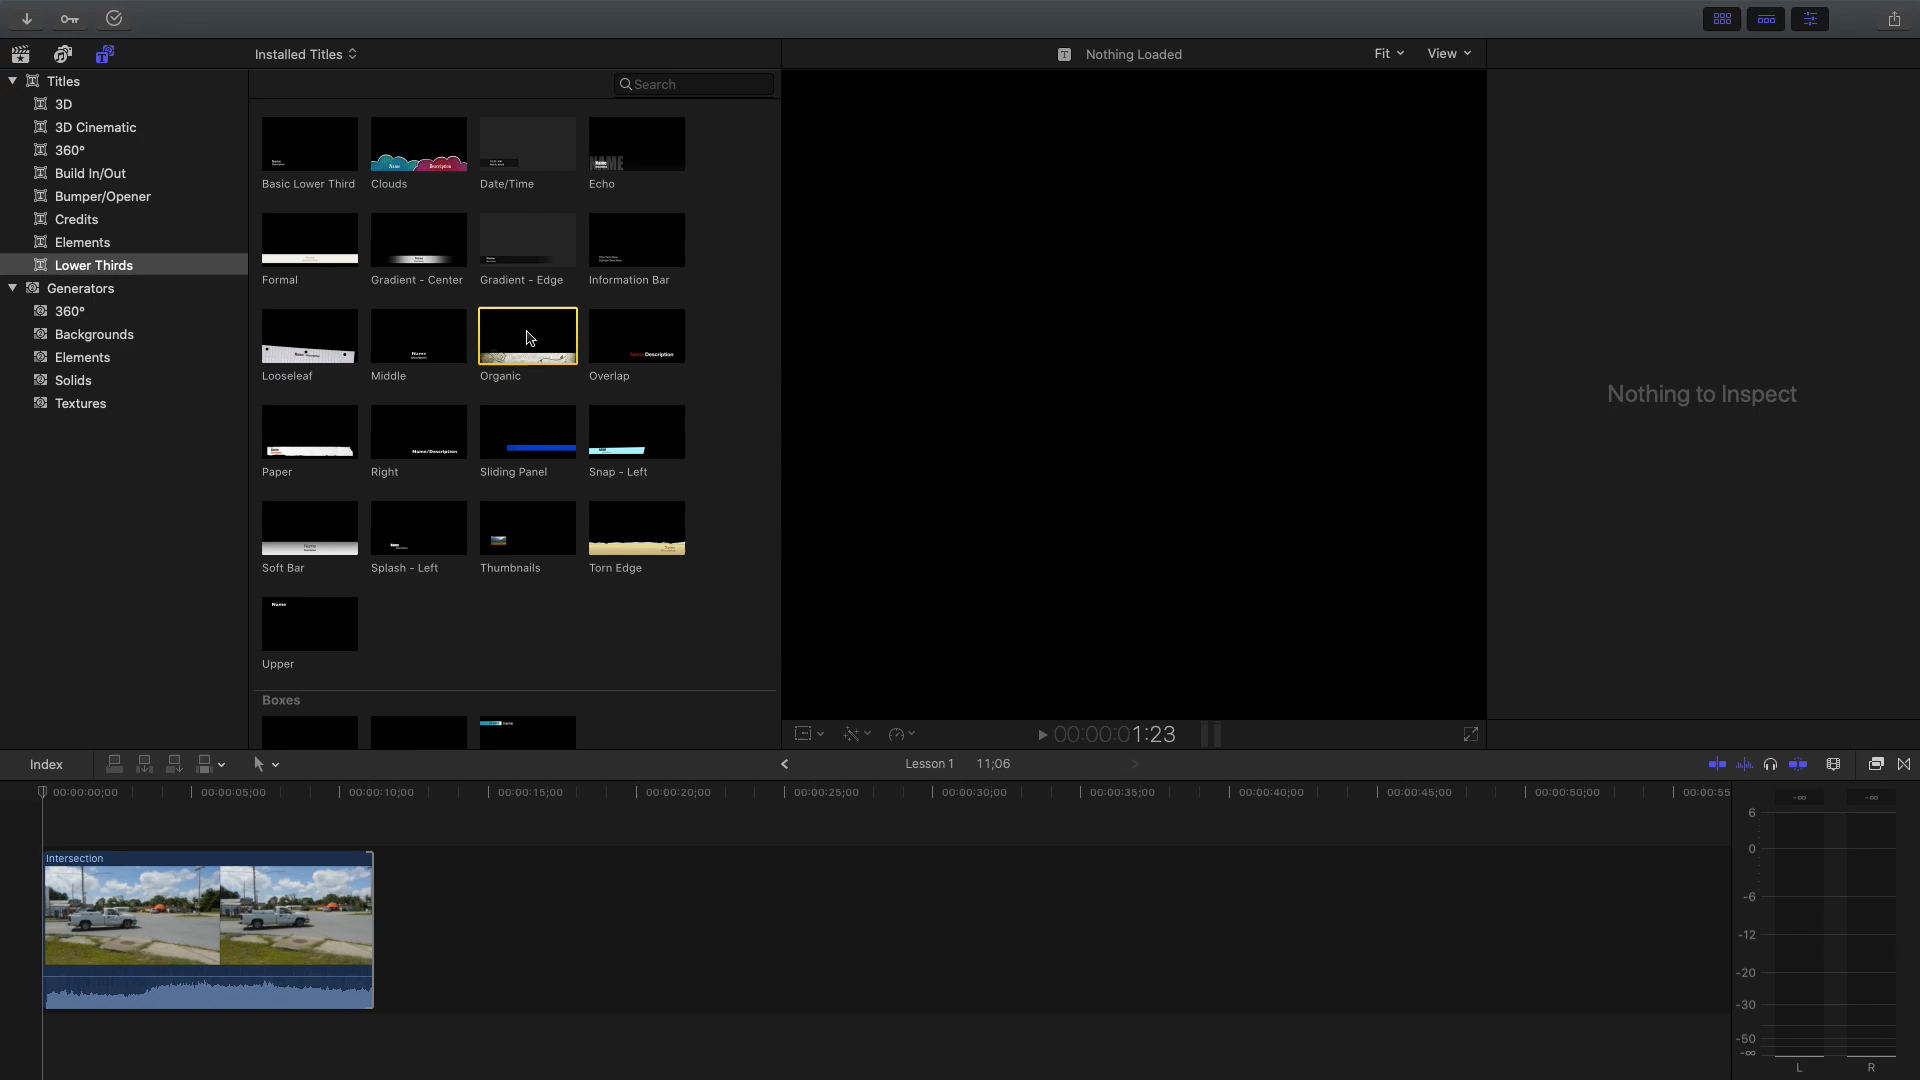 Installed Titles
Nothing Loaded
Fit
View
Titles
3D
3D Cinematic
360°
Build In/Out
Bumper/Opener
Credits
Elements
Lower Thirds
Generators
360°
Backgrounds
Elements
Solids
Textures
Search
Basic Lower Third
Clouds
Date/Time
Echo
Formal
Gradient - Center
Gradient - Edge
Information Bar
Looseleaf
Middle
Organic
Overlap
Paper
Right
Sliding Panel
Snap - Left
Soft Bar
Splash - Left
Thumbnails
Torn Edge
Name
Upper
Boxes
Nothing to Inspect
00:00:01:23
Index
Lesson 1
11;06
00:00:00;00
00:00:05;00
00:00:10;00
00:00:15;00
00:00:20;00
00:00:25;00
00:00:30;00
00:00:35;00
00:00:40;00
00:00:45;00
00:00:50;00
00:00:55
Intersection
-∞
-∞
6
0
-6
-12
-20
-30
-50
-∞
L
R